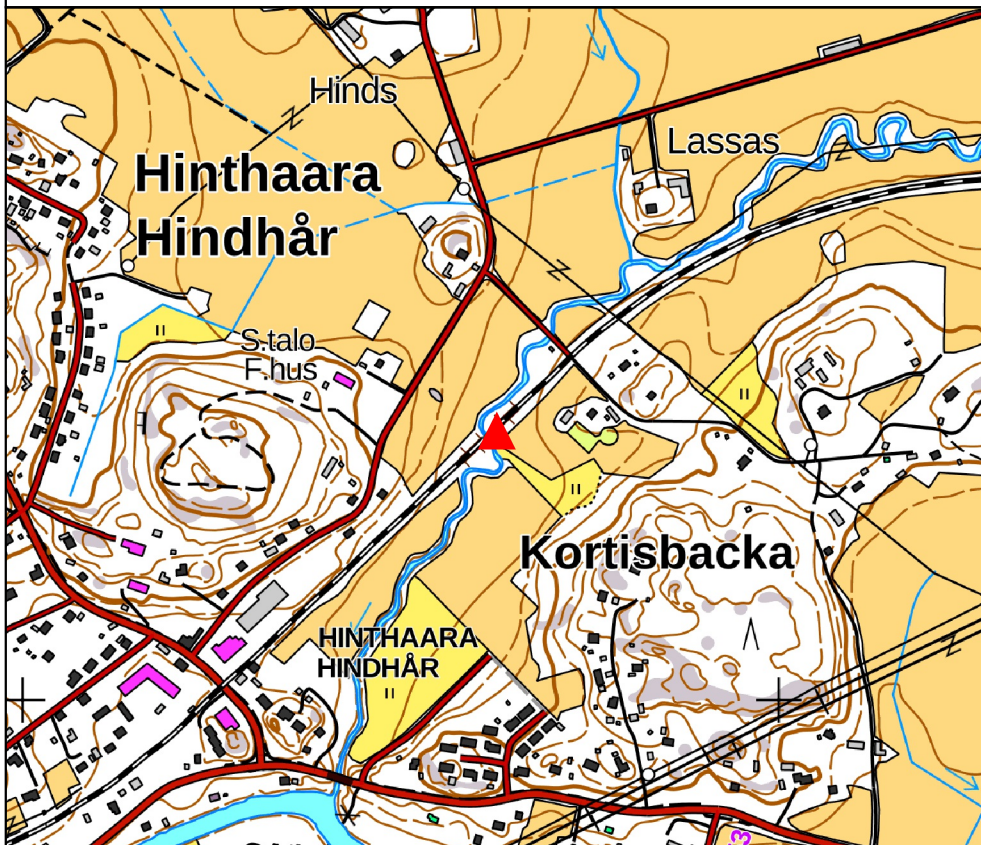 Hinds
Lassas
Hinthaara
Hindhår
S.talo
F.hus
Kortisbacka
HINTHAARA
HINDHÅR